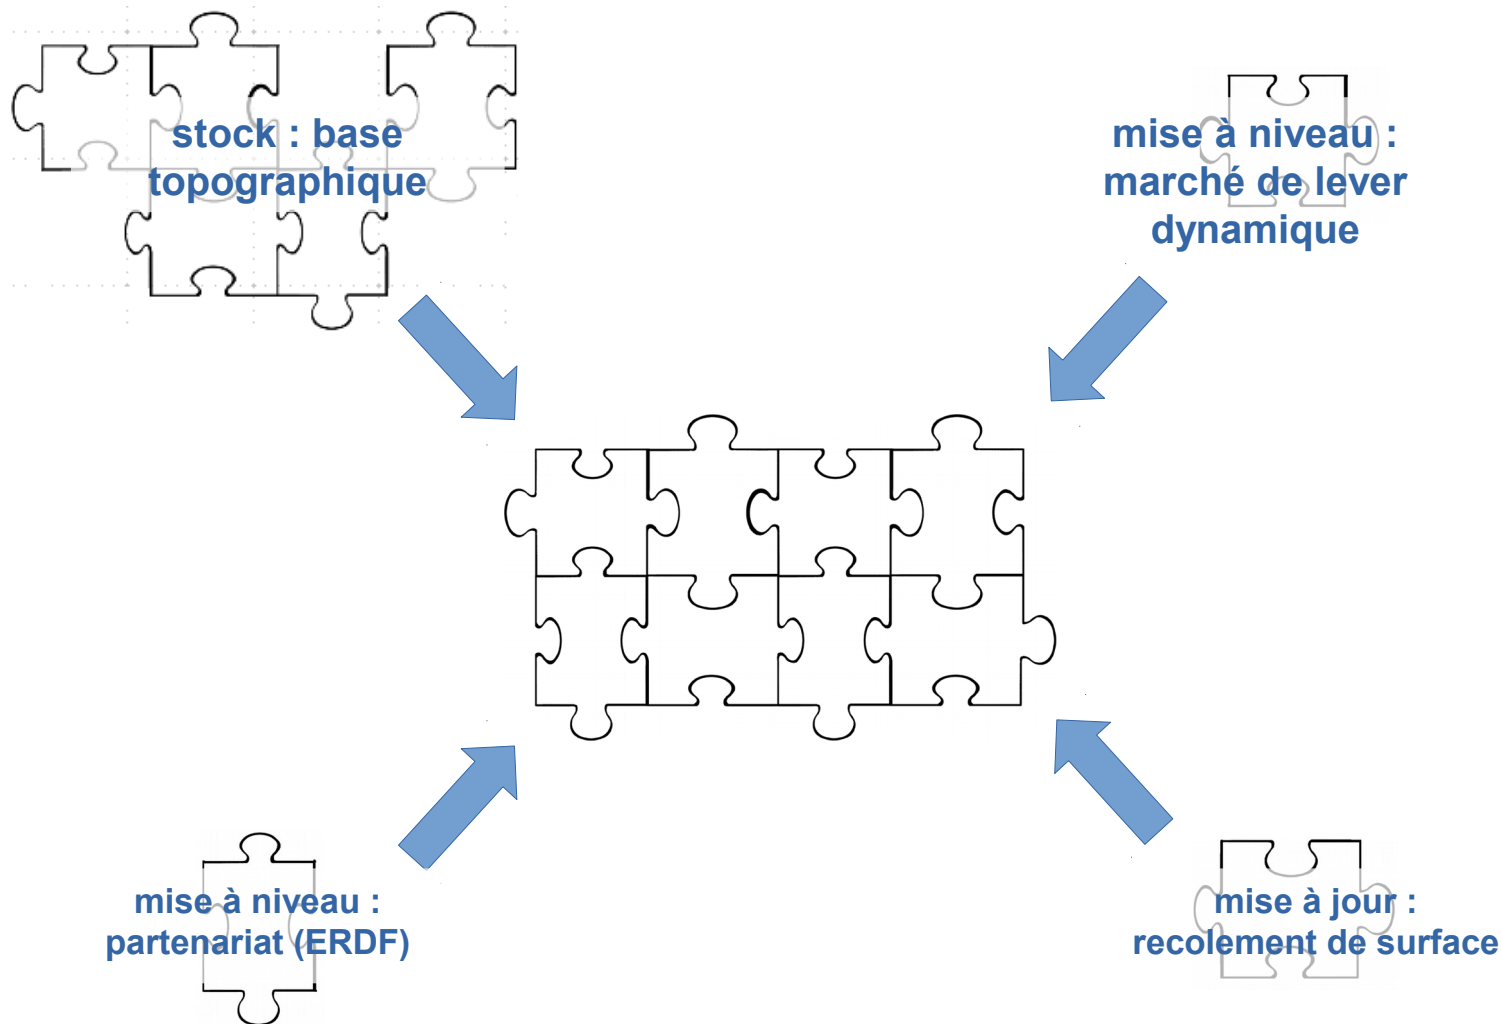 stock : base
topographique
mise à niveau :
marché de lever
dynamique
mise à niveau :
partenariat (ERDF)
mise à jour :
recolement de surface